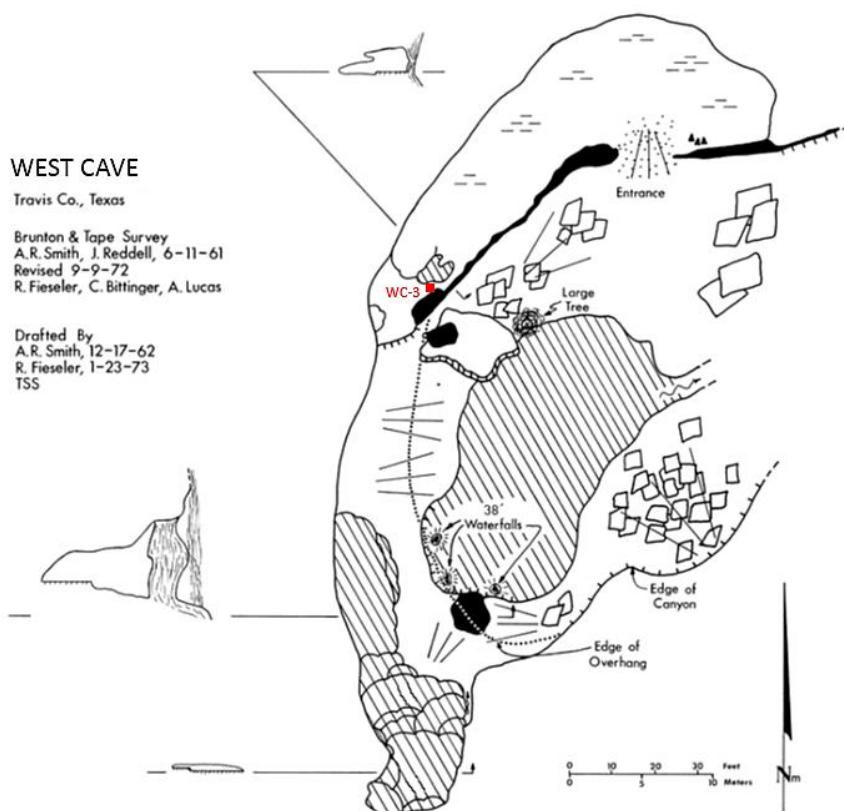 WEST CAVE
Travis Co., Texas
Brunton & Tape Survey
A.R. Smith, J. Reddell, 6-11-61
Revised 9-9-72
R. Fieseler, C. Bittinger, A. Lucas
Drafted By
A.R. Smith, 12-17-62
R. Fieseler, 1-23-73
TSS
Entrance
WC-3
Large
Tree
38'
Waterfalls
Edge of
Canyon
Edge of
Overhang
0 10 20 30 Feet
0 5 10 Meters
Nm